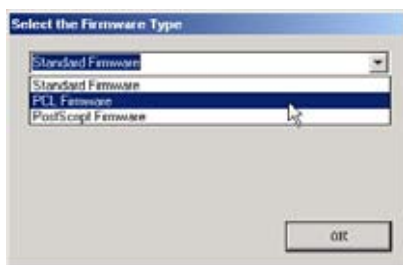 Select the Firmware Type
Standard Firmware
Standard Firmware
PCL Firmware
PostScript Firmware
OK